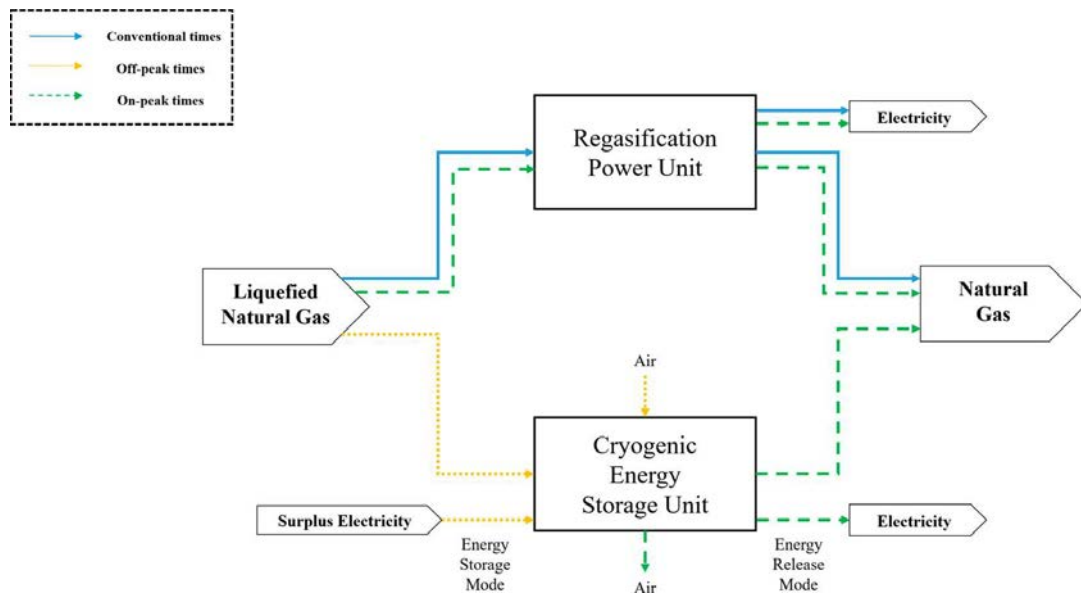 Conventional times
Off-peak times
On-peak times
Regasification
Power Unit
Electricity
Liquefied
Natural Gas
Natural
Gas
Air
Cryogenic
Energy
Storage Unit
Surplus Electricity
Electricity
Energy
Storage
Mode
Air
Energy
Release
Mode